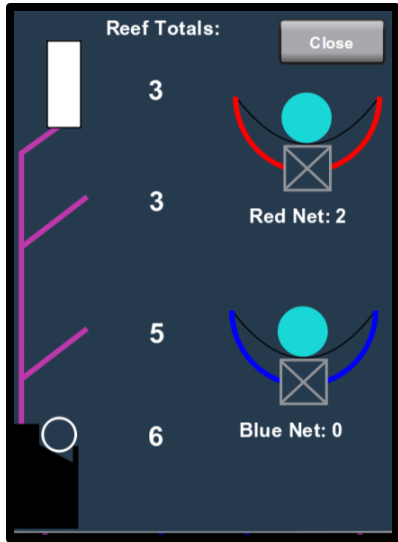 Reef Totals:
Close
3
3
Red Net: 2
5
Blue Net: 0
6